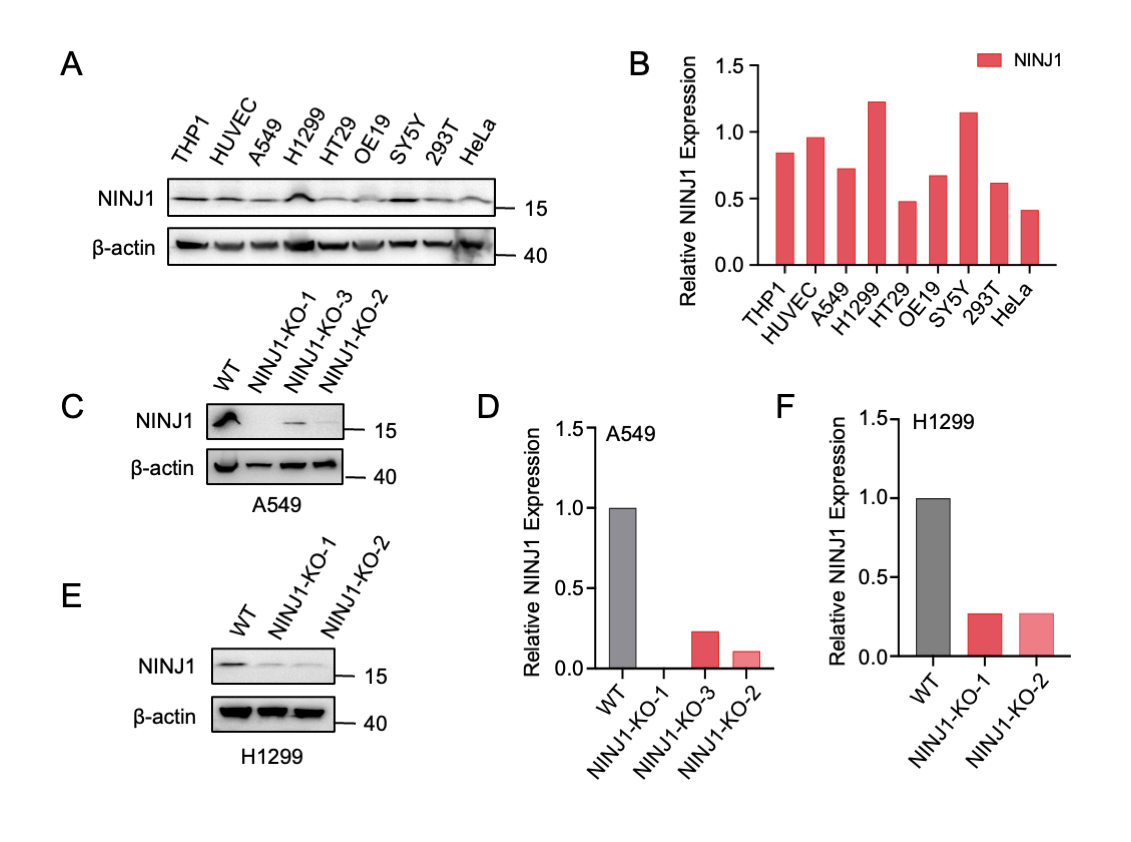 A
THP1
HUVEC
A549
H1299
HT29
OE19
SY5Y
293T
HeLa
NINJ1
15
β-actin
40
B
NINJ1
Relative NINJ1 Expression
1.5
1.0
0.5
0.0
THP1
HUVEC
A549
H1299
HT29
OE19
SY5Y
293T
HeLa
C
WT
NINJ1-KO-1
NINJ1-KO-3
NINJ1-KO-2
NINJ1
15
β-actin
40
A549
D
A549
Relative NINJ1 Expression
1.5
1.0
0.5
0.0
WT
NINJ1-KO-1
NINJ1-KO-3
NINJ1-KO-2
E
WT
NINJ1-KO-1
NINJ1-KO-2
NINJ1
15
β-actin
40
H1299
F
H1299
Relative NINJ1 Expression
1.5
1.0
0.5
0.0
WT
NINJ1-KO-1
NINJ1-KO-2